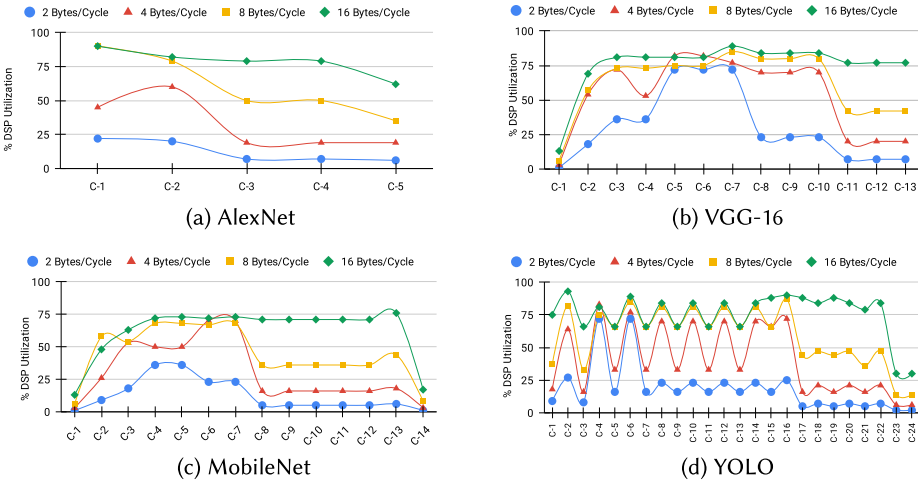 2 Bytes/Cycle 4 Bytes/Cycle 8 Bytes/Cycle 16 Bytes/Cycle
% DSP Utilization
100
75
50
25
0
C-1 C-2 C-3 C-4 C-5
(a) AlexNet
2 Bytes/Cycle 4 Bytes/Cycle 8 Bytes/Cycle 16 Bytes/Cycle
% DSP Utilization
100
75
50
25
0
C-1 C-2 C-3 C-4 C-5 C-6 C-7 C-8 C-9 C-10 C-11 C-12 C-13
(b) VGG-16
2 Bytes/Cycle 4 Bytes/Cycle 8 Bytes/Cycle 16 Bytes/Cycle
% DSP Utilization
100
75
50
25
0
C-1 C-2 C-3 C-4 C-5 C-6 C-7 C-8 C-9 C-10 C-11 C-12 C-13 C-14
(c) MobileNet
2 Bytes/Cycle 4 Bytes/Cycle 8 Bytes/Cycle 16 Bytes/Cycle
% DSP Utilization
100
75
50
25
0
C-1 C-2 C-3 C-4 C-5 C-6 C-7 C-8 C-9 C-10 C-11 C-12 C-13 C-14 C-15 C-16 C-17 C-18 C-19 C-20 C-21 C-22 C-23 C-24
(d) YOLO